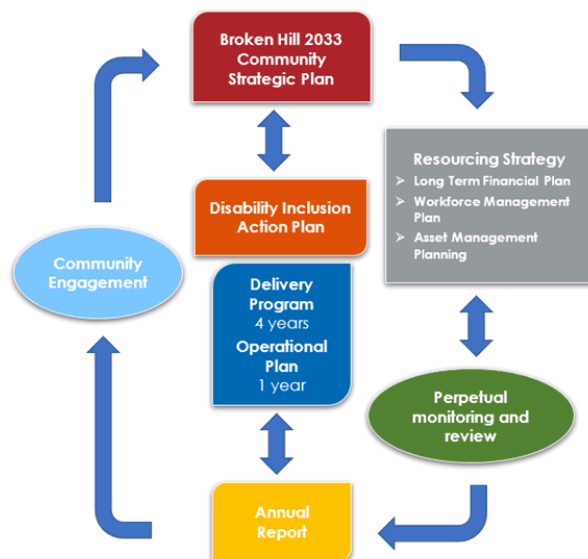 Broken Hill 2033
Community
Strategic Plan
Resourcing Strategy
➢ Long Term Financial Plan
➢ Workforce Management
Plan
➢ Asset Management
Planning
Disability Inclusion
Action Plan
Community
Engagement
Delivery
Program
4 years
Operational
Plan
1 year
Perpetual
monitoring and
review
Annual
Report